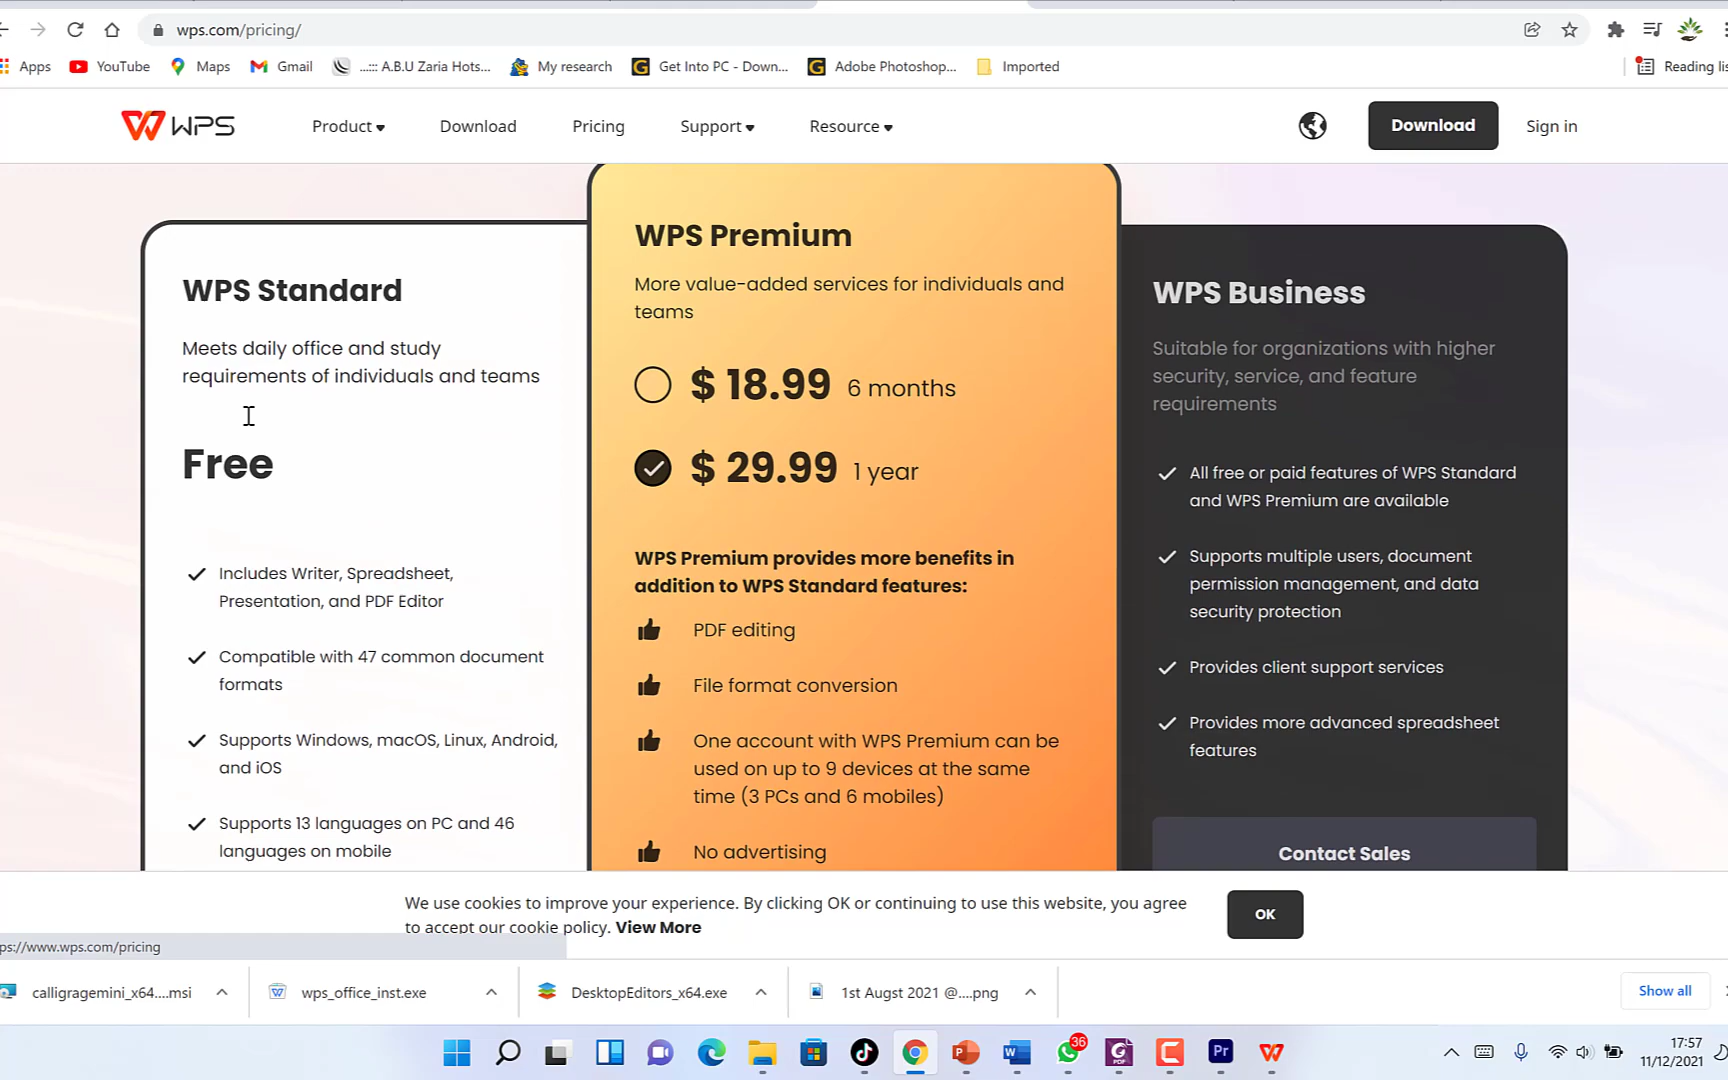 wps.com/pricing/
Apps
YouTube
Maps
Gmail
..::: A.B.U Zaria Hots...
My research
Get Into PC - Down...
Adobe Photoshop...
Imported
Reading lis
WPS
Product
Download
Pricing
Support
Resource
Download
Sign in
WPS Standard
Meets daily office and study
requirements of individuals and teams
Free
Includes Writer, Spreadsheet,
Presentation, and PDF Editor
Compatible with 47 common document
formats
Supports Windows, macOS, Linux, Android,
and iOS
Supports 13 languages on PC and 46
languages on mobile
WPS Premium
More value-added services for individuals and
teams
$ 18.99 6 months
$ 29.99 1 year
WPS Premium provides more benefits in
addition to WPS Standard features:
PDF editing
File format conversion
One account with WPS Premium can be
used on up to 9 devices at the same
time (3 PCs and 6 mobiles)
No advertising
WPS Business
Suitable for organizations with higher
security, service, and feature
requirements
All free or paid features of WPS Standard
and WPS Premium are available
Supports multiple users, document
permission management, and data
security protection
Provides client support services
Provides more advanced spreadsheet
features
Contact Sales
We use cookies to improve your experience. By clicking OK or continuing to use this website, you agree
to accept our cookie policy. View More
OK
ps://www.wps.com/pricing
calligragemini_x64....msi
wps_office_inst.exe
DesktopEditors_x64.exe
1st Augst 2021 @....png
Show all
36
Pr
17:57
11/12/2021